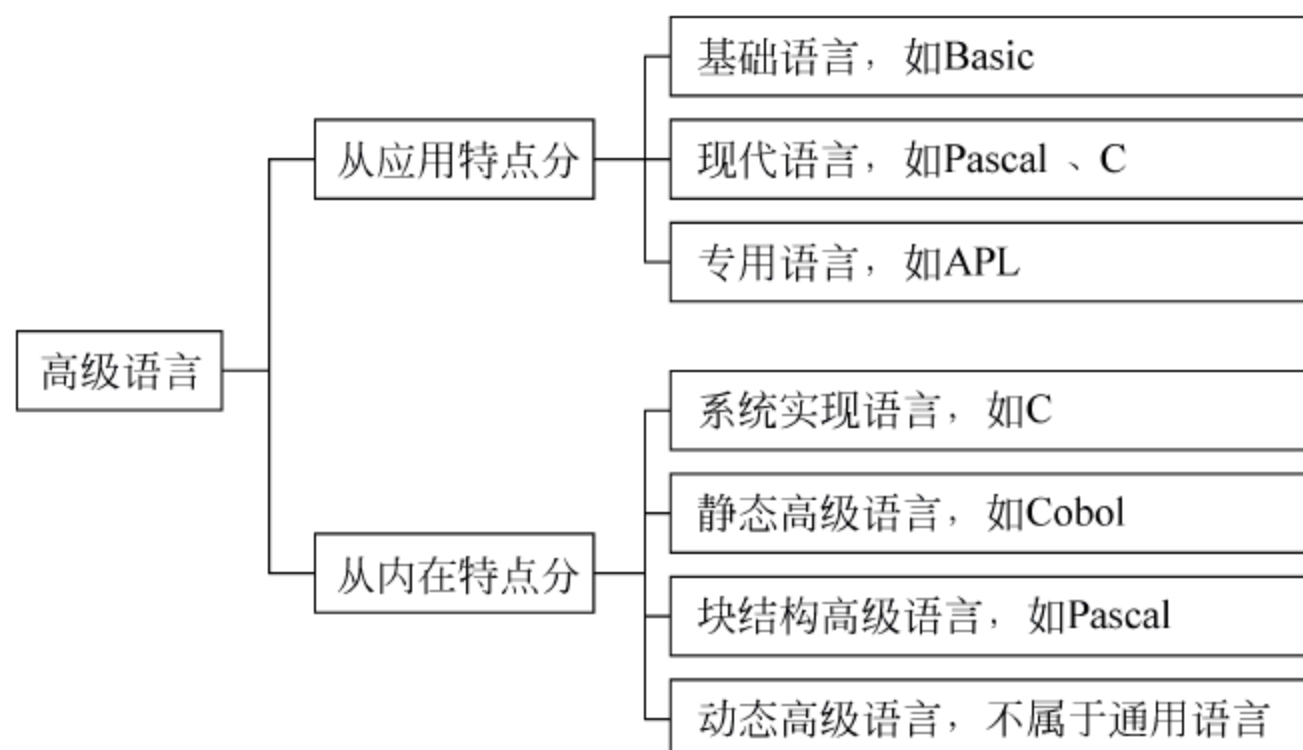 基础语言，如Basic
从应用特点分
现代语言，如Pascal 、C
专用语言，如APL
高级语言
系统实现语言，如C
静态高级语言，如Cobol
从内在特点分
块结构高级语言，如Pascal
动态高级语言，不属于通用语言